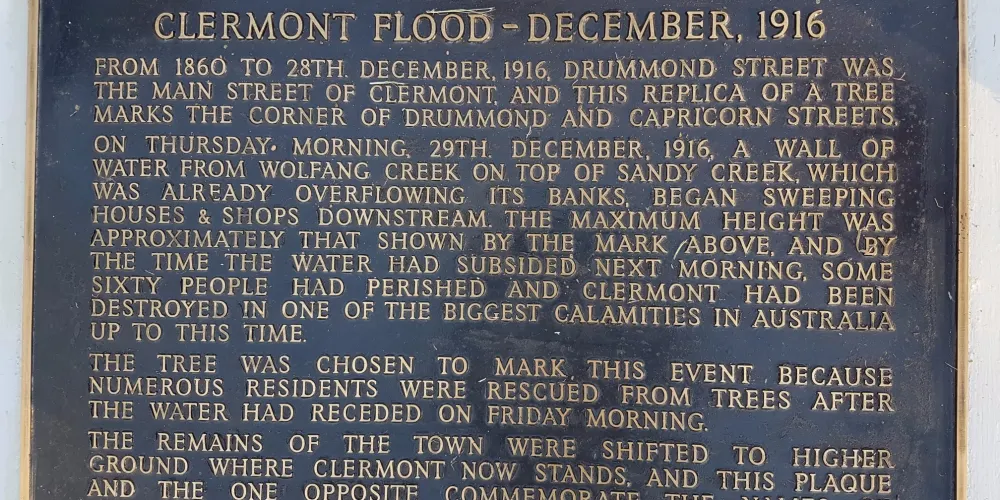 CLERMONT FLOOD - DECEMBER, 1916
FROM 1860 TO 28TH. DECEMBER, 1916, DRUMMOND STREET WAS
THE MAIN STREET OF CLERMONT, AND THIS REPLICA OF A TREE
MARKS THE CORNER OF DRUMMOND AND CAPRICORN STREETS.
ON THURSDAY. MORNING, 29TH. DECEMBER, 1916, A WALL OF
WATER FROM WOLFANG CREEK ON TOP OF SANDY CREEK, WHICH
WAS ALREADY OVERFLOWING ITS BANKS, BEGAN SWEEPING
HOUSES & SHOPS DOWNSTREAM. THE MAXIMUM HEIGHT WAS
APPROXIMATELY THAT SHOWN BY THE MARK ABOVE, AND BY
THE TIME THE WATER HAD SUBSIDED NEXT MORNING, SOME
SIXTY PEOPLE HAD PERISHED AND CLERMONT HAD BEEN
DESTROYED IN ONE OF THE BIGGEST CALAMITIES IN AUSTRALIA
UP TO THIS TIME.
THE TREE WAS CHOSEN TO MARK THIS EVENT BECAUSE
NUMEROUS RESIDENTS WERE RESCUED FROM TREES AFTER
THE WATER HAD RECEDED ON FRIDAY MORNING.
THE REMAINS OF THE TOWN WERE SHIFTED TO HIGHER
GROUND WHERE CLERMONT NOW STANDS, AND THIS PLAQUE
AND THE ONE OPPOSITE COMMEMORATE THE